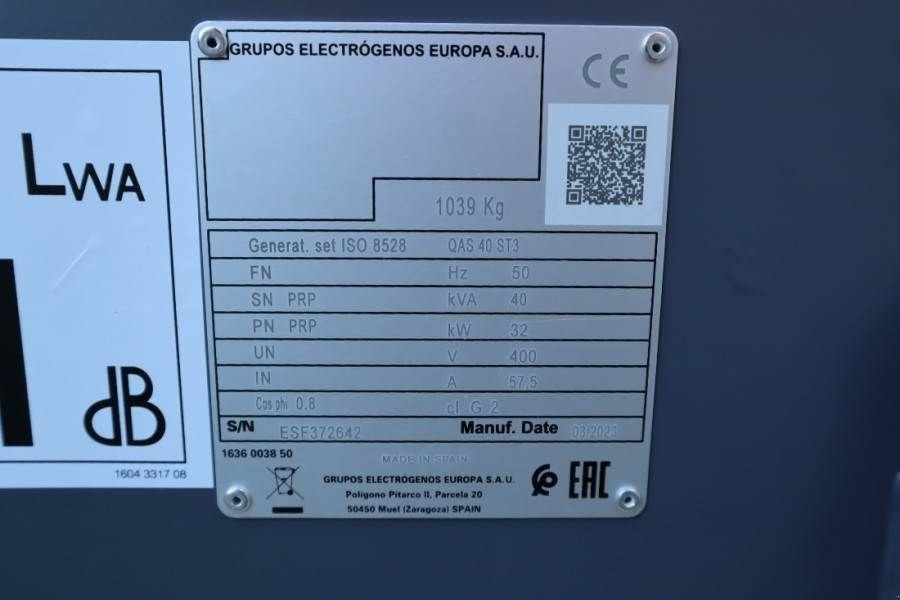 LWA
dB
1604 3317 08
GRUPOS ELECTRÓGENOS EUROPA S.A.U.
CE
1039 Kg
Generat. set ISO 8528 QAS 40 ST3
FN Hz 50
SN PRP kVA 40
PN PRP kW 32
UN V 400
IN A 57,5
Cos phi 0.8 cl G 2
S/N ESF372642 Manuf. Date 03/2023
1636 0038 50
MADE IN SPAIN
GRUPOS ELECTRÓGENOS EUROPA S.A.U.
Polígono Pitarco II, Parcela 20
50450 Muel (Zaragoza) SPAIN
EAC